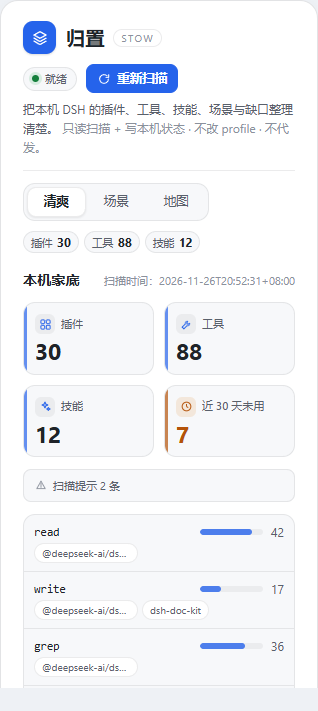 归置 STOW
就绪 重新扫描
把本机 DSH 的插件、工具、技能、场景与缺口整理
清楚。 只读扫描 + 写本机状态 · 不改 profile · 不代
发。
清爽 场景 地图
插件 30 工具 88 技能 12
本机家底 扫描时间：2026-11-26T20:52:31+08:00
插件 工具
30 88
技能 近 30 天未用
12 7
扫描提示 2 条
read 42
@deepseek-ai/ds...
write 17
@deepseek-ai/ds... dsh-doc-kit
grep 36
@deepseek-ai/ds...